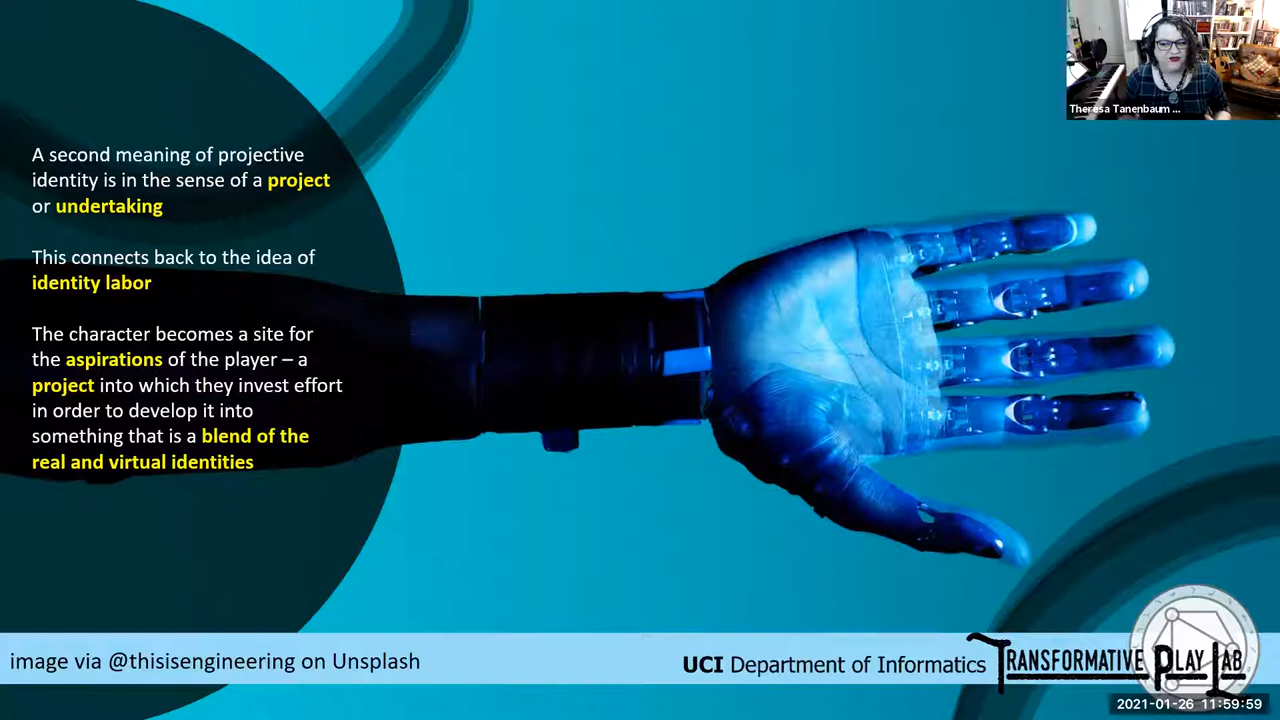 A second meaning of projective
identity is in the sense of a project
or undertaking
This connects back to the idea of
identity labor
The character becomes a site for
the aspirations of the player – a
project into which they invest effort
in order to develop it into
something that is a blend of the
real and virtual identities
Theresa Tanenbaum ...
image via @thisisengineering on Unsplash
UCI Department of Informatics
TRANSFORMATIVE PLAY LAB
2021-01-26 11:59:59